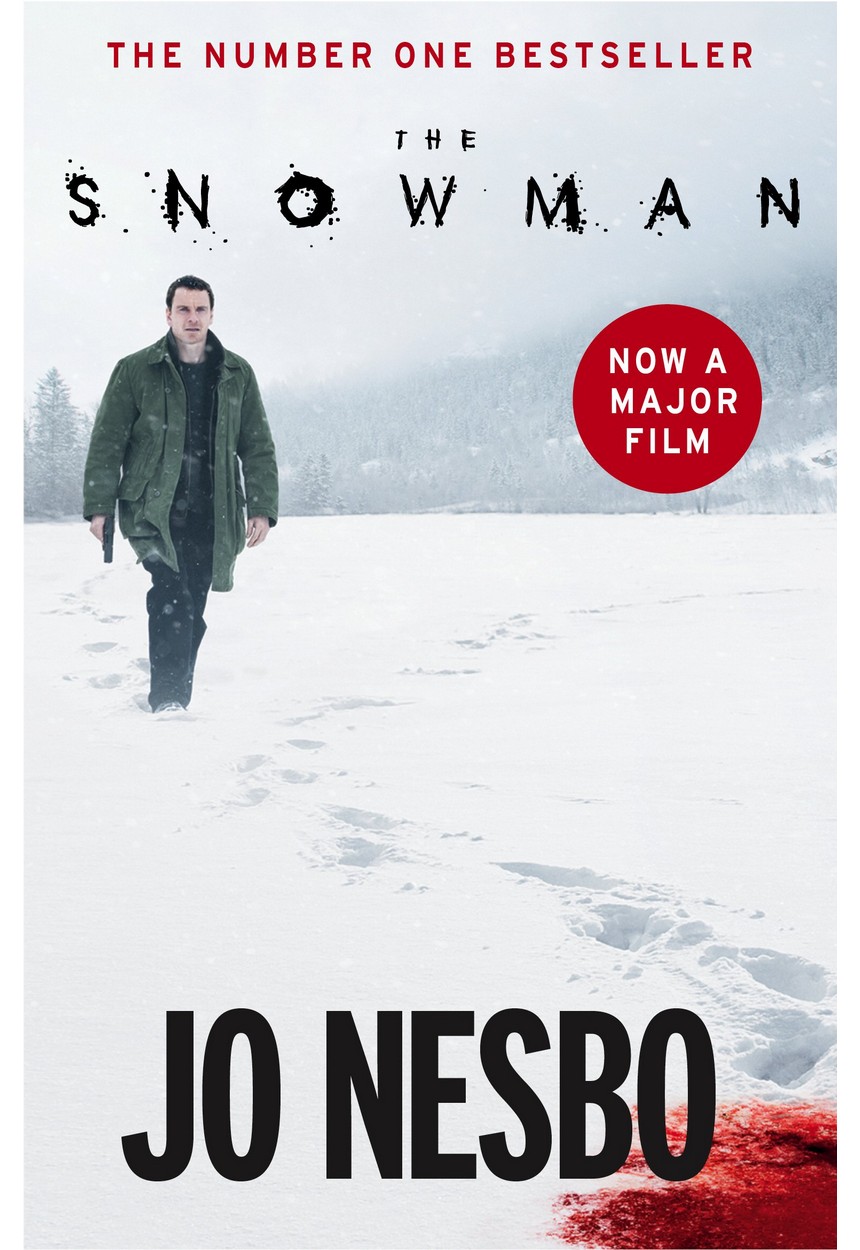 THE NUMBER ONE BESTSELLER
THE
SNOWMAN
NOW A
MAJOR
FILM
JO NESBO